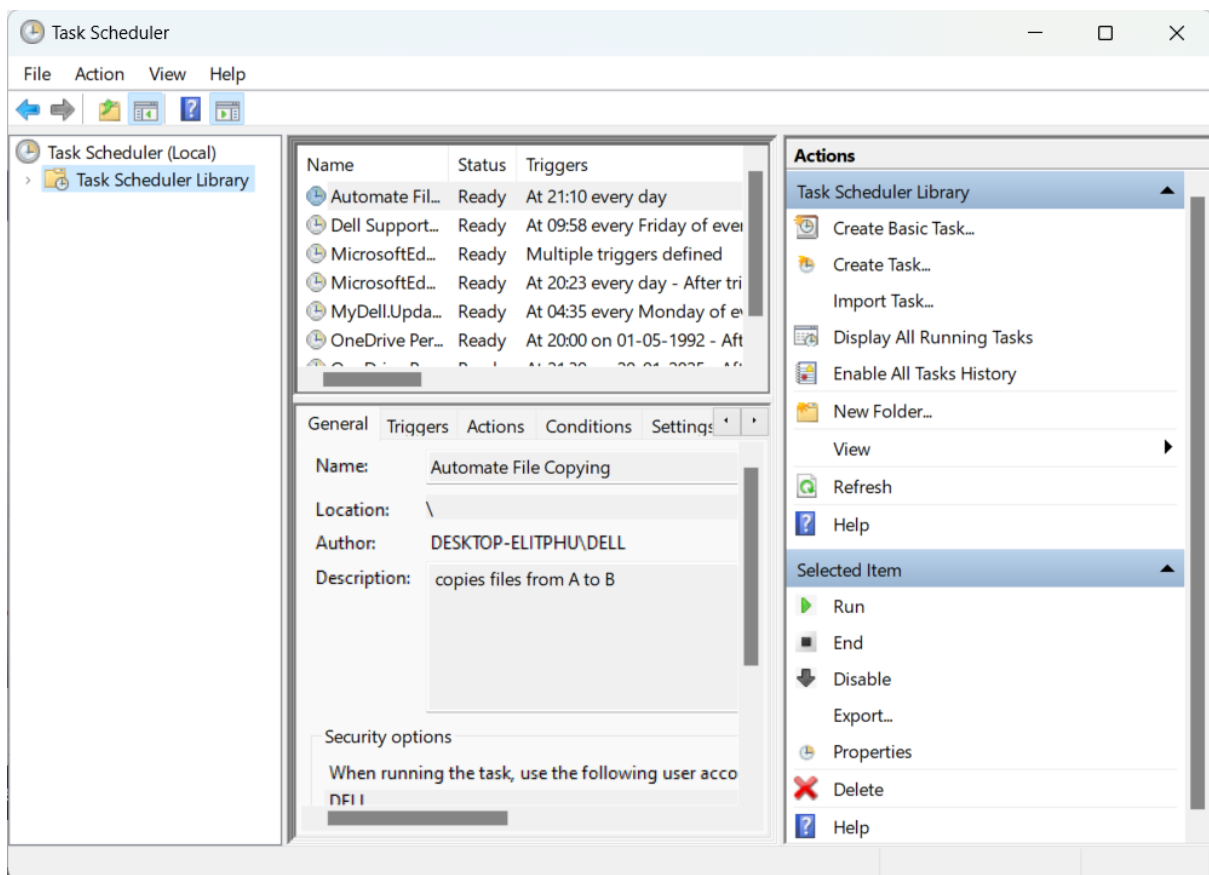 Task Scheduler
File Action View Help
Task Scheduler (Local)
Task Scheduler Library
Name Status Triggers
Automate Fil... Ready At 21:10 every day
Dell Support... Ready At 09:58 every Friday of ever
MicrosoftEd... Ready Multiple triggers defined
MicrosoftEd... Ready At 20:23 every day - After tri
MyDell.Upda... Ready At 04:35 every Monday of ev
OneDrive Per... Ready At 20:00 on 01-05-1992 - Aft
General Triggers Actions Conditions Settings
Name: Automate File Copying
Location: \
Author: DESKTOP-ELITPHU\DELL
Description: copies files from A to B
Security options
When running the task, use the following user acco
DELL
Actions
Task Scheduler Library
Create Basic Task...
Create Task...
Import Task...
Display All Running Tasks
Enable All Tasks History
New Folder...
View
Refresh
Help
Selected Item
Run
End
Disable
Export...
Properties
Delete
Help